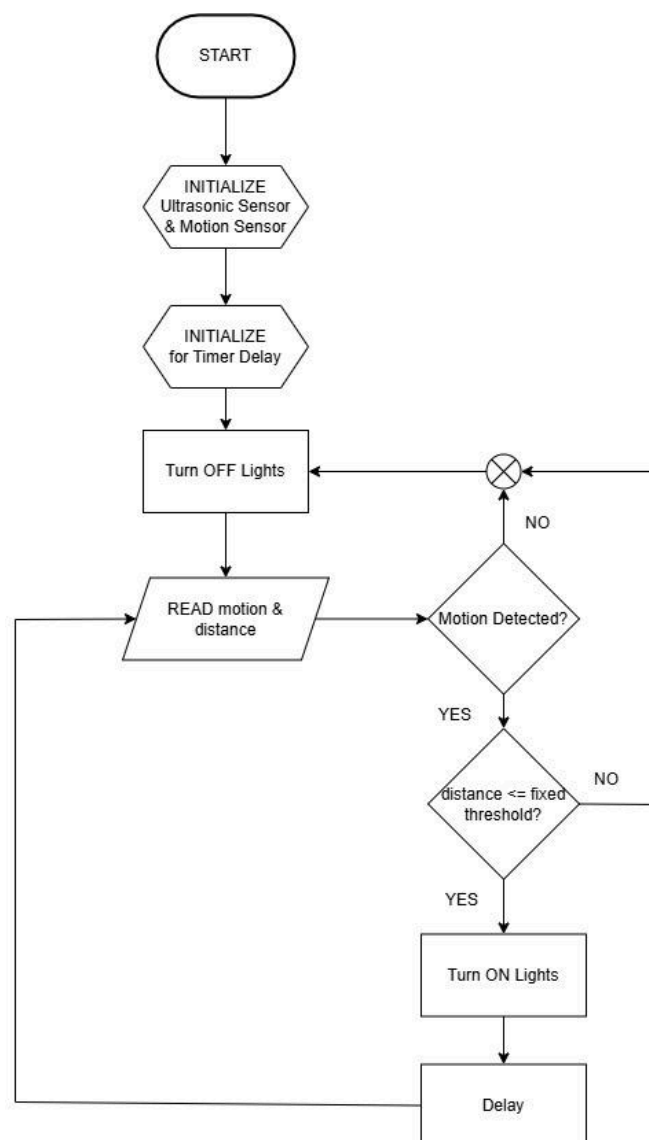 START
INITIALIZE
Ultrasonic Sensor
& Motion Sensor
INITIALIZE
for Timer Delay
Turn OFF Lights
NO
READ motion &
distance
Motion Detected?
YES
distance <= fixed
threshold?
NO
YES
Turn ON Lights
Delay